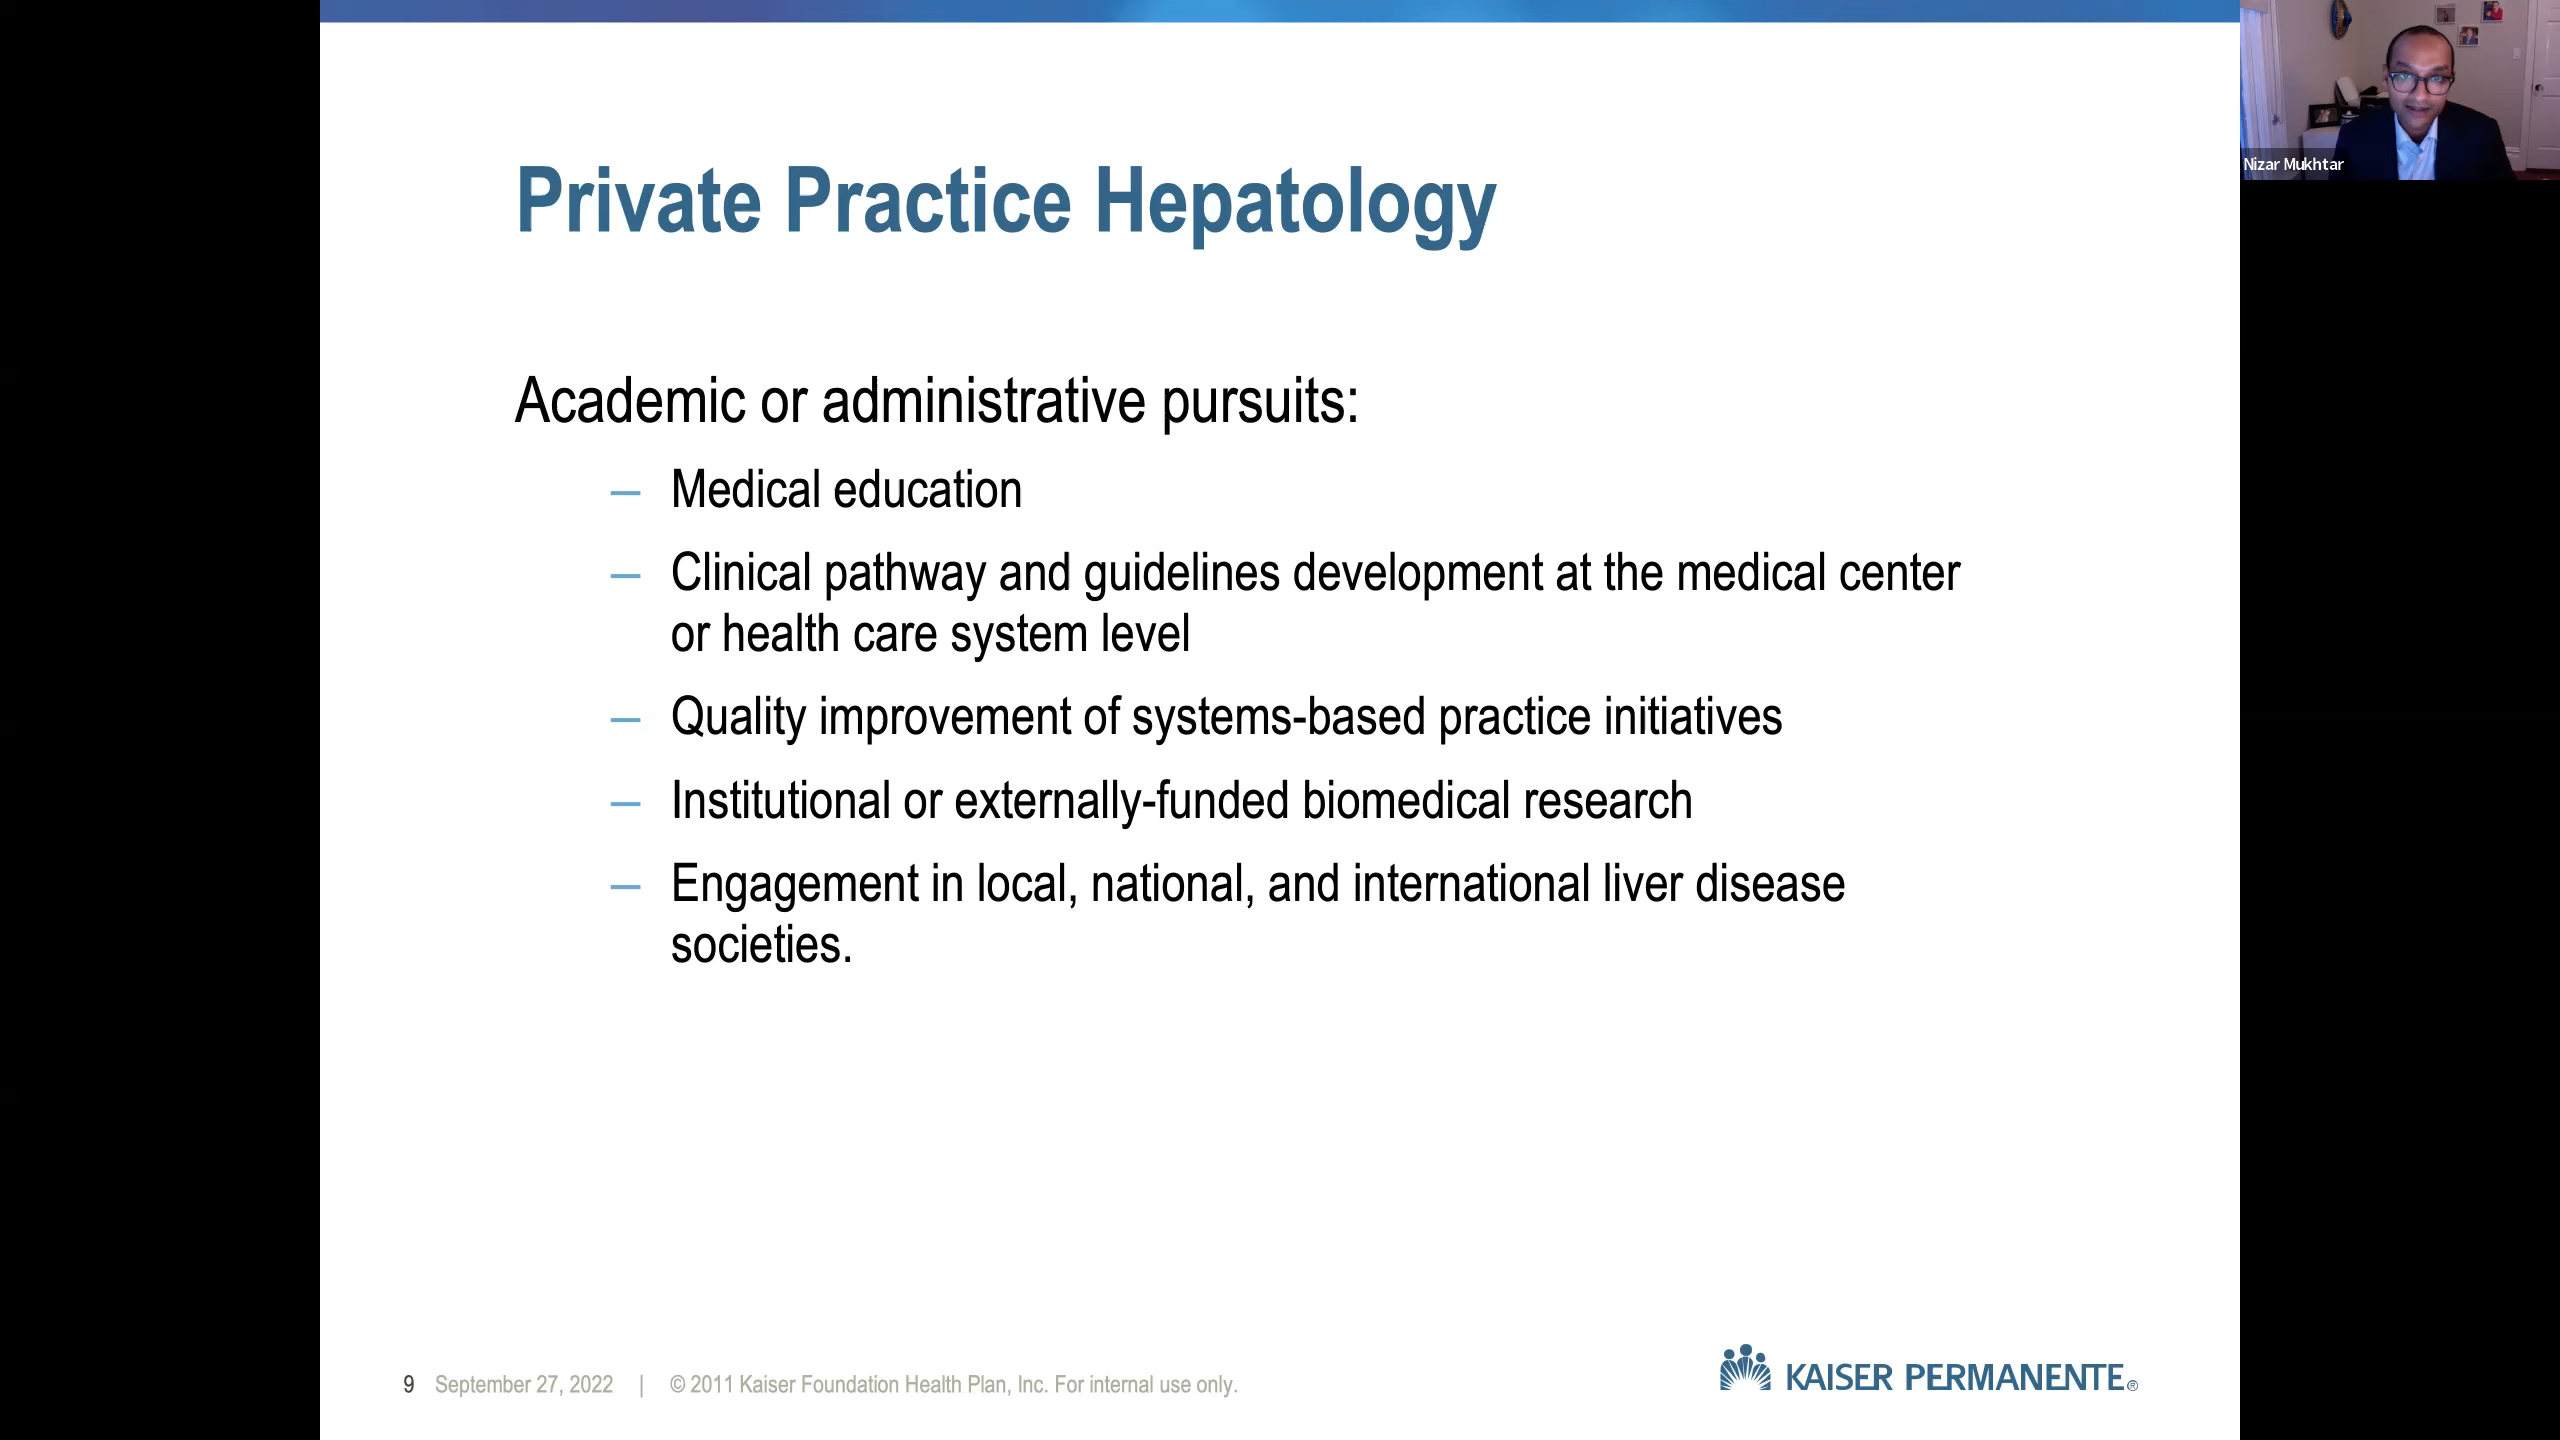 Private Practice Hepatology
Academic or administrative pursuits:
– Medical education
– Clinical pathway and guidelines development at the medical center
or health care system level
– Quality improvement of systems-based practice initiatives
– Institutional or externally-funded biomedical research
– Engagement in local, national, and international liver disease
societies.
9 September 27, 2022 | © 2011 Kaiser Foundation Health Plan, Inc. For internal use only.
KAISER PERMANENTE®
Nizar Mukhtar